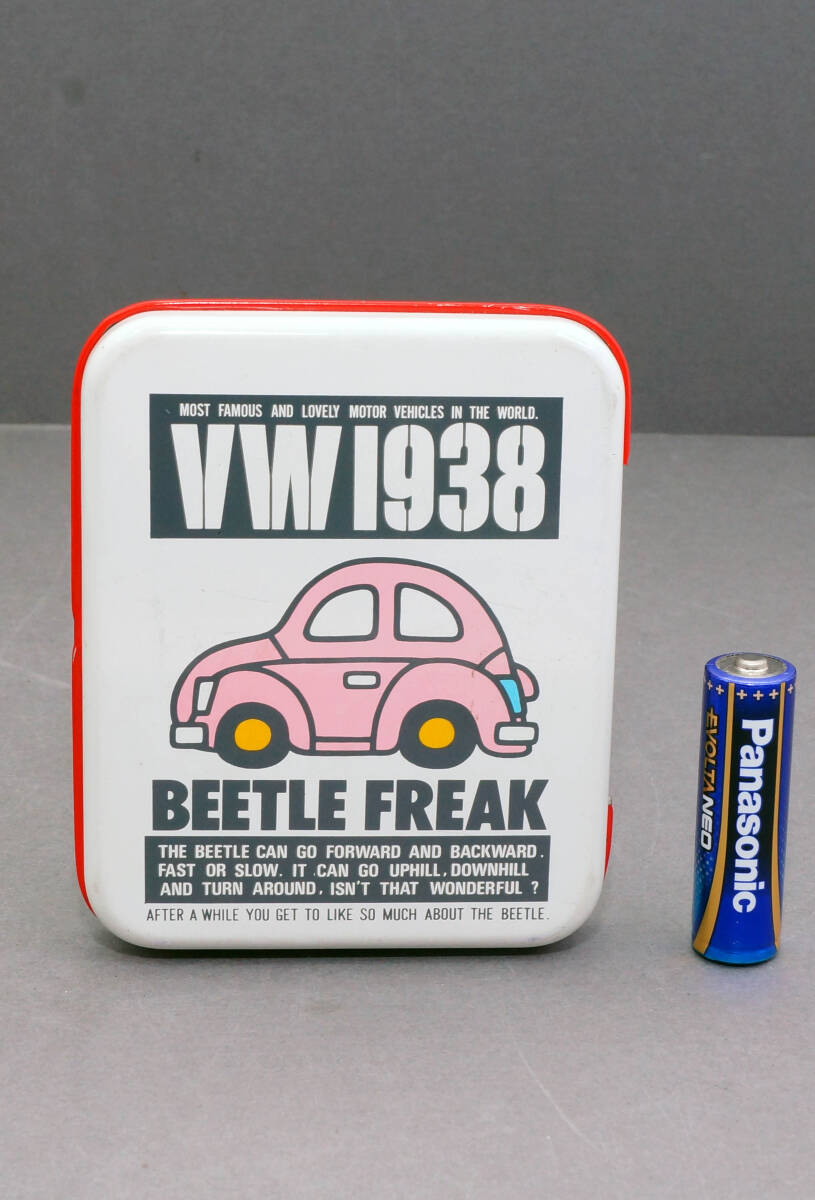 MOST FAMOUS AND LOVELY MOTOR VEHICLES IN THE WORLD.
VW 1938
BEETLE FREAK
THE BEETLE CAN GO FORWARD AND BACKWARD.
FAST OR SLOW. IT CAN GO UPHILL, DOWNHILL
AND TURN AROUND, ISN'T THAT WONDERFUL ?
AFTER A WHILE YOU GET TO LIKE SO MUCH ABOUT THE BEETLE.
Panasonic
EVOLTA NEO